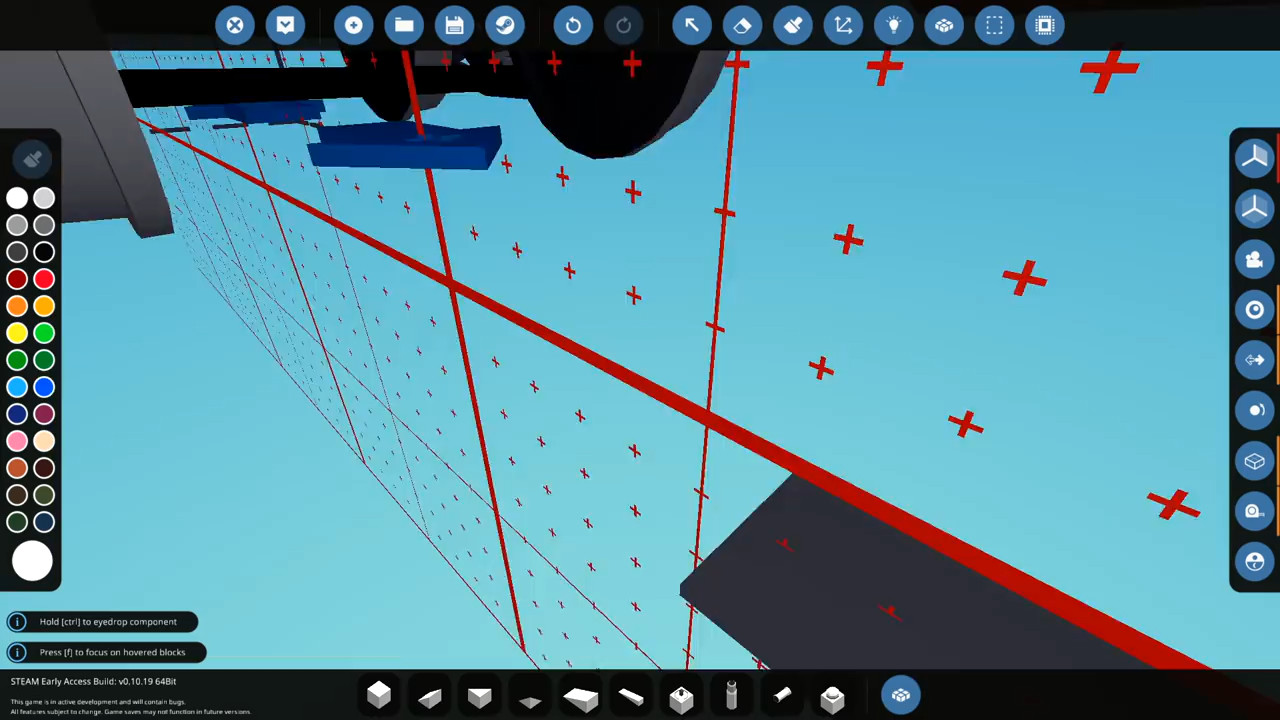 Hold [ctrl] to eyedrop component
Press [f] to focus on hovered blocks
STEAM Early Access Build: v0.10.19 64Bit
This game is in active development and will contain bugs.
All features subject to change. Game saves may not function in future versions.